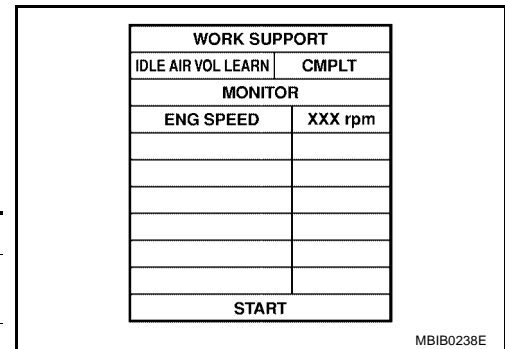 WORK SUPPORT
IDLE AIR VOL LEARN CMPLT
MONITOR
ENG SPEED XXX rpm
START
MBIB0238E